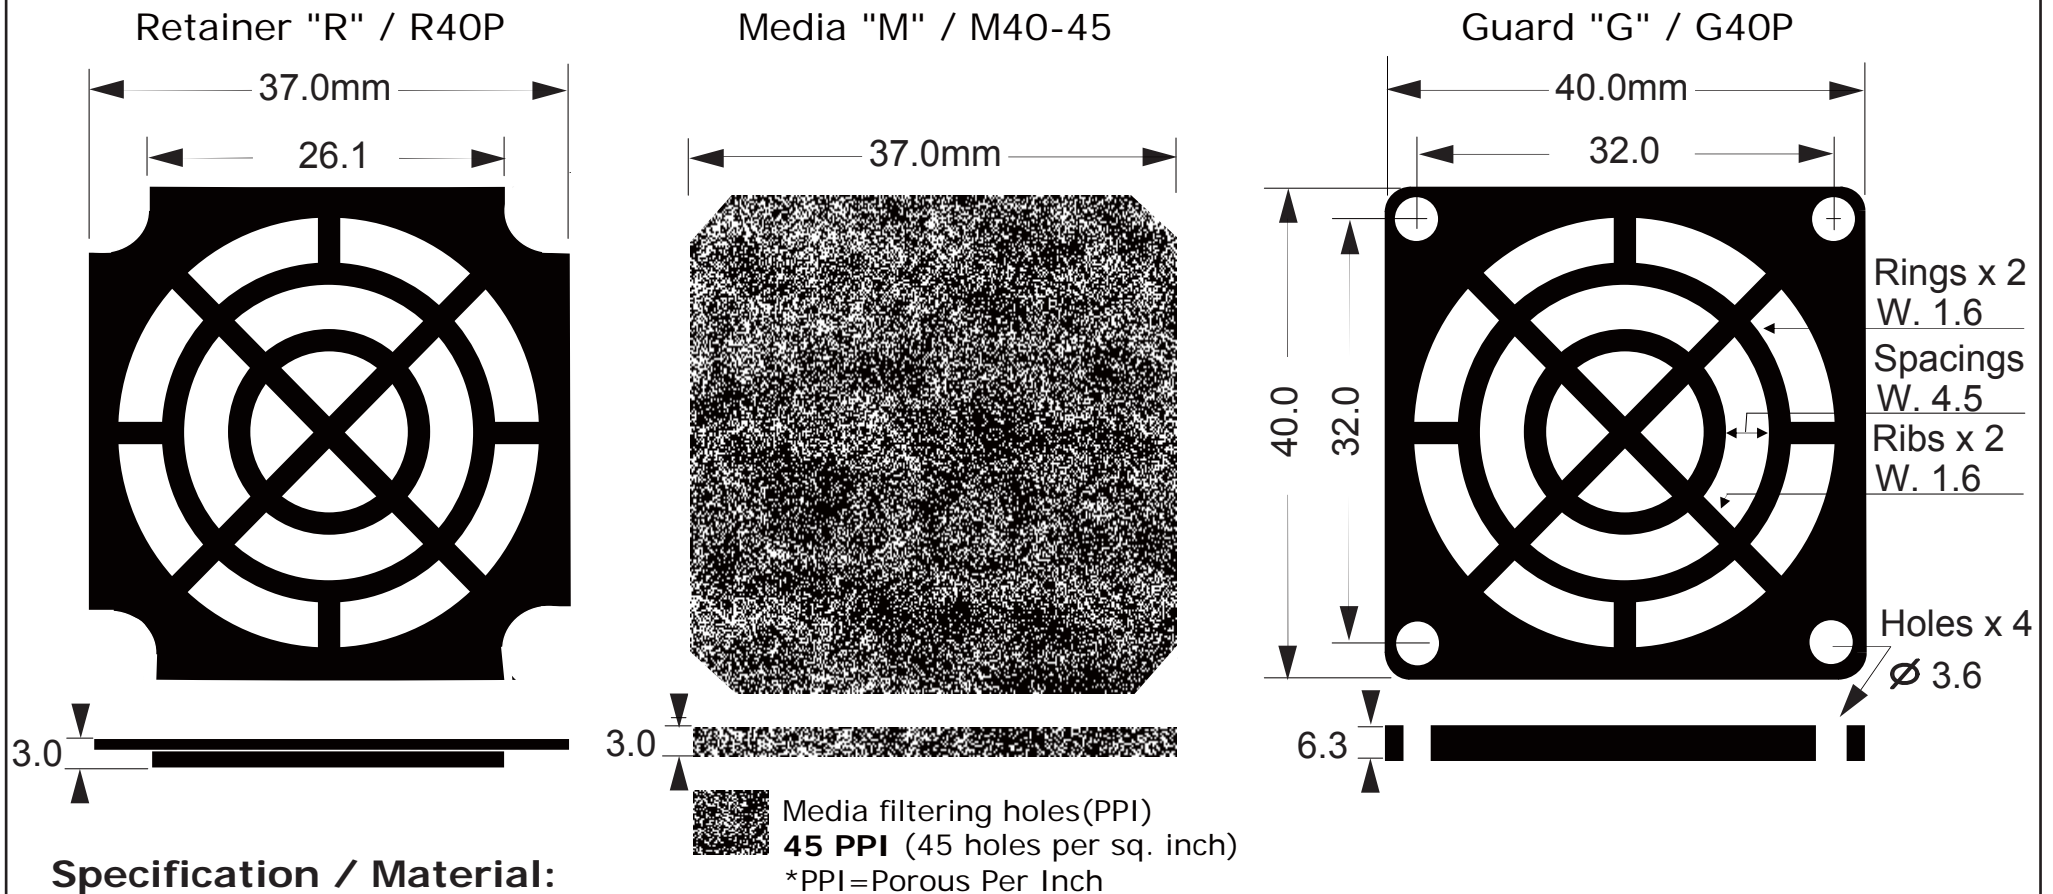 Retainer "R" / R40P
37.0mm
26.1
3.0
Media "M" / M40-45
37.0mm
3.0
Media filtering holes(PPI)
45 PPI (45 holes per sq. inch)
*PPI=Porous Per Inch
Guard "G" / G40P
40.0mm
32.0
40.0
32.0
Rings x 2
W. 1.6
Spacings
W. 4.5
Ribs x 2
W. 1.6
Holes x 4
Ø 3.6
6.3
Specification / Material: